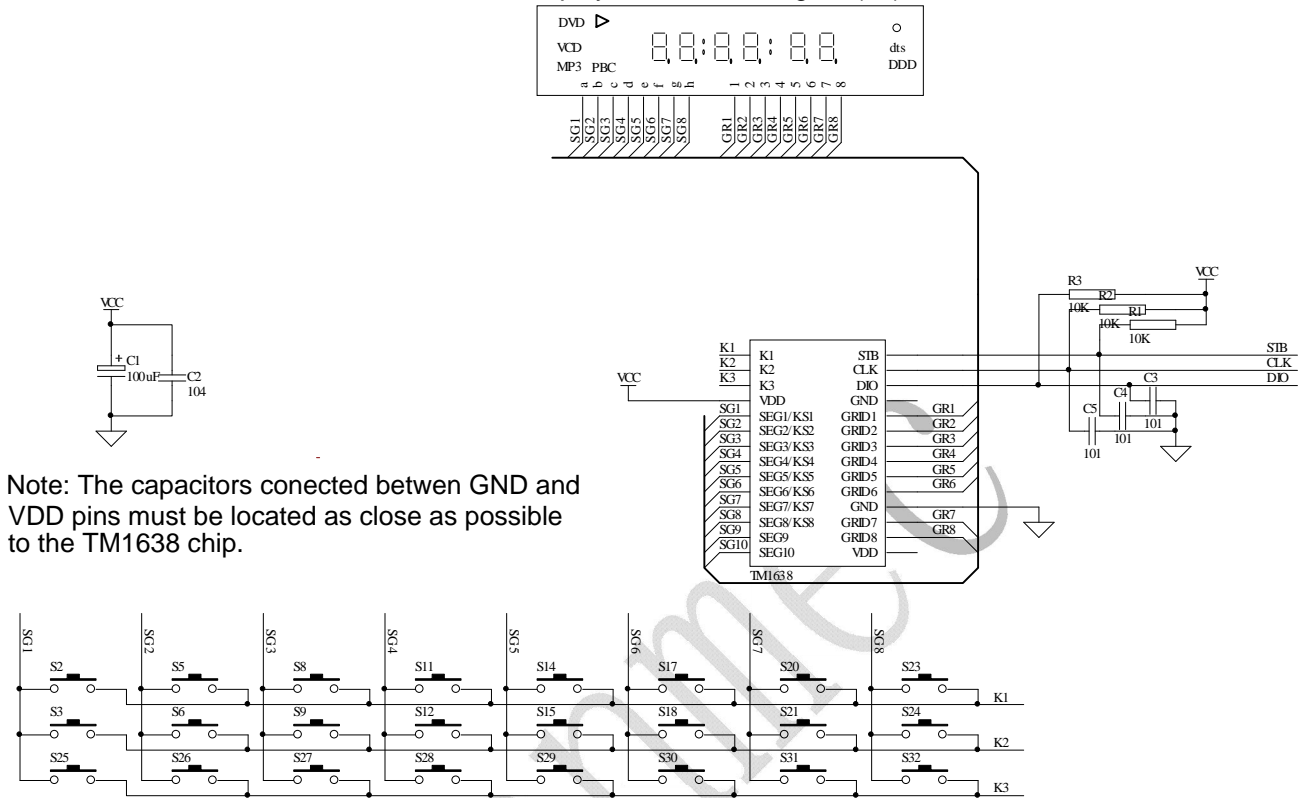 DVD
VCD
MP3 PBC
dts
DDD
a b c d e f g h
1 2 3 4 5 6 7 8
SG1 SG2 SG3 SG4 SG5 SG6 SG7 SG8
GR1 GR2 GR3 GR4 GR5 GR6 GR7 GR8
VCC
+ C1
100uF
C2
104
Note: The capacitors conected betwen GND and
VDD pins must be located as close as possible
to the TM1638 chip.
VCC
K1 K1 STB
K2 K2 CLK
K3 K3 DIO
VDD GND
SG1 SEG1/KS1 GRID1 GR1
SG2 SEG2/KS2 GRID2 GR2
SG3 SEG3/KS3 GRID3 GR3
SG4 SEG4/KS4 GRID4 GR4
SG5 SEG5/KS5 GRID5 GR5
SG6 SEG6/KS6 GRID6 GR6
SG7 SEG7/KS7 GND
SG8 SEG8/KS8 GRID7 GR7
SG9 SEG9 GRID8 GR8
SG10 SEG10 VDD
TM1638
VCC
R3
10K
R2
10K
R1
10K
STB
CLK
DIO
C3
101
C4
101
C5
101
SG1 SG2 SG3 SG4 SG5 SG6 SG7 SG8
S2 S5 S8 S11 S14 S17 S20 S23
K1
S3 S6 S9 S12 S15 S18 S21 S24
K2
S25 S26 S27 S28 S29 S30 S31 S32
K3